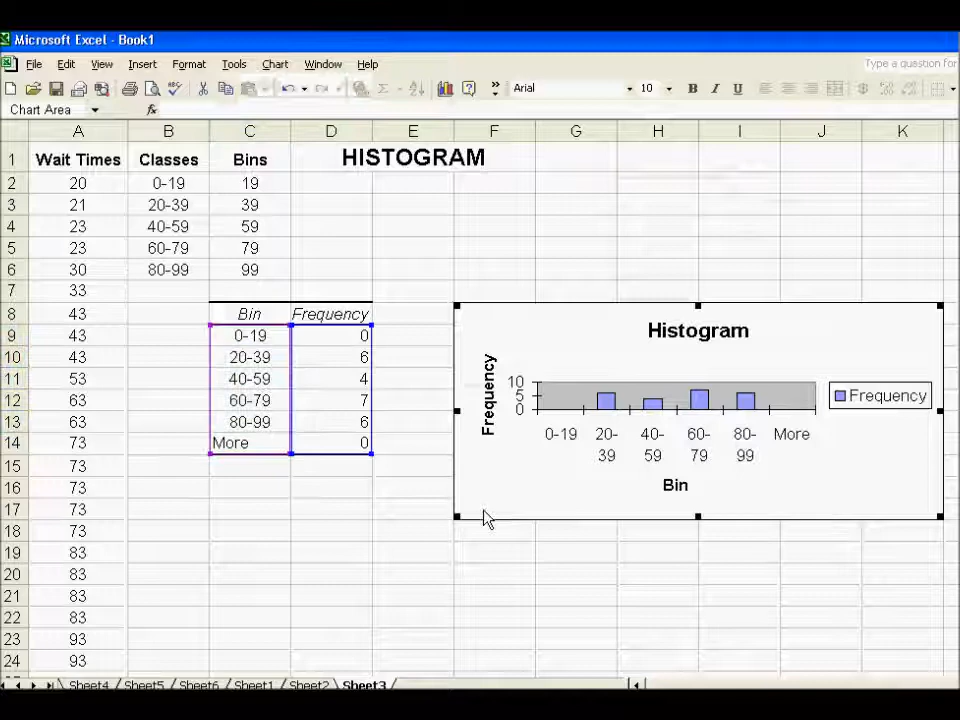 Microsoft Excel - Book1
File Edit View Insert Format Tools Chart Window Help Type a question for
Arial 10 B I U
Chart Area fx
A B C D E F G H I J K
1 Wait Times Classes Bins HISTOGRAM
2 20 0-19 19
3 21 20-39 39
4 23 40-59 59
5 23 60-79 79
6 30 80-99 99
7 33
8 43 Bin Frequency
9 43 0-19 0
10 43 20-39 6
11 53 40-59 4
12 63 60-79 7
13 63 80-99 6
14 73 More 0
15 73
16 73
17 73
18 73
19 83
20 83
21 83
22 83
23 93
24 93
Histogram
Frequency
10
5
0
Frequency
0-19 20-39 40-59 60-79 80-99 More
Bin
Sheet4 Sheet5 Sheet6 Sheet1 Sheet2 Sheet3